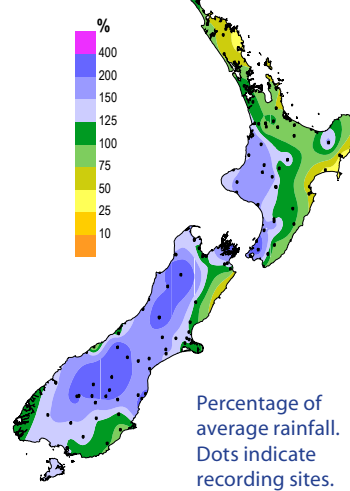 %
400
200
150
125
100
75
50
25
10
Percentage of
average rainfall.
Dots indicate
recording sites.